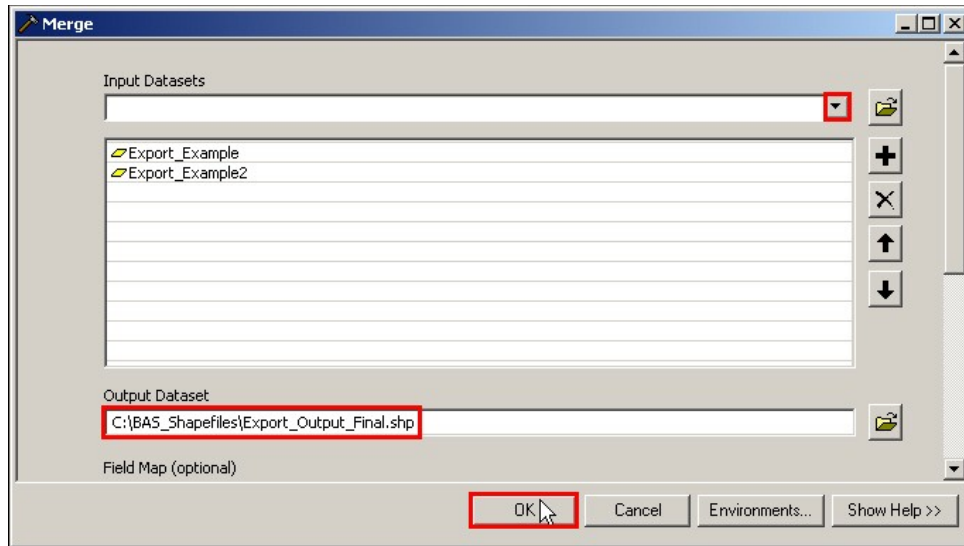 Merge
Input Datasets
Export_Example
Export_Example2
Output Dataset
C:\BAS_Shapefiles\Export_Output_Final.shp
Field Map (optional)
OK Cancel Environments... Show Help >>